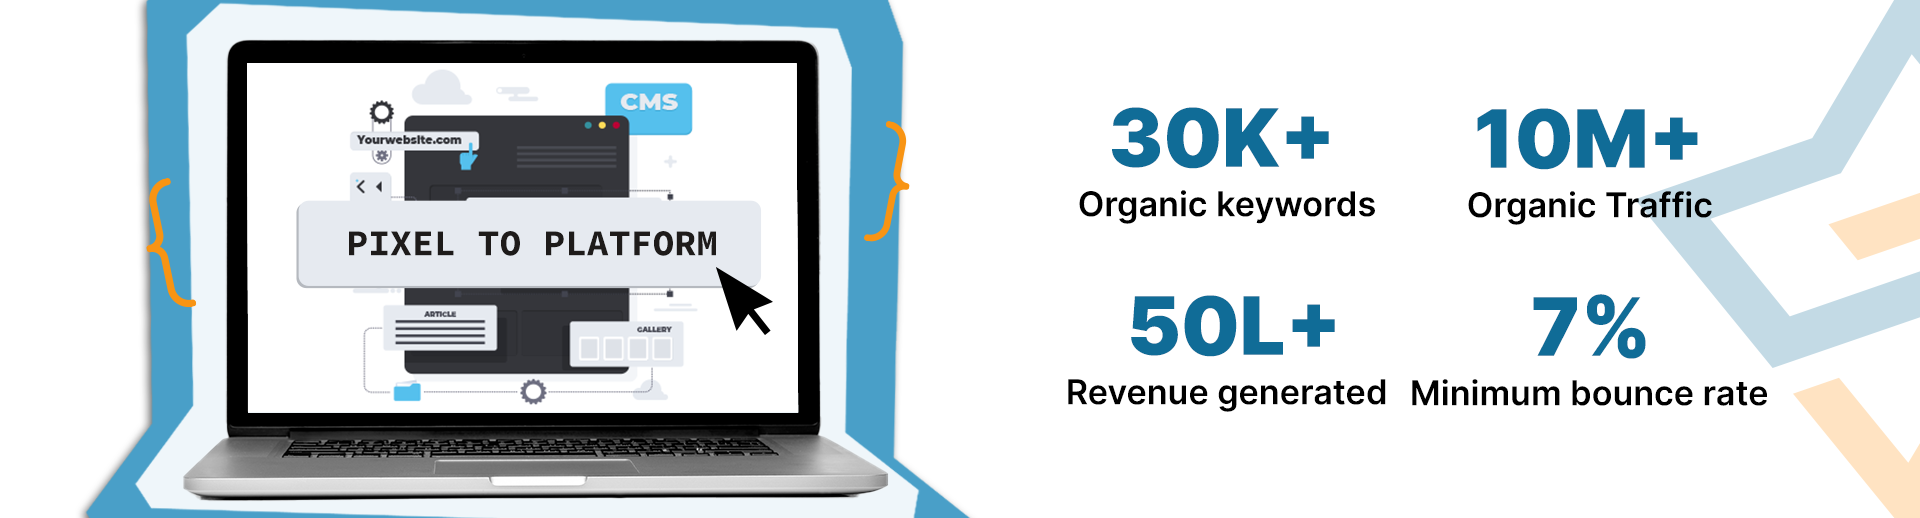 CMS
Yourwebsite.com
PIXEL TO PLATFORM
ARTICLE
GALLERY
30K+
Organic keywords
10M+
Organic Traffic
50L+
Revenue generated
7%
Minimum bounce rate